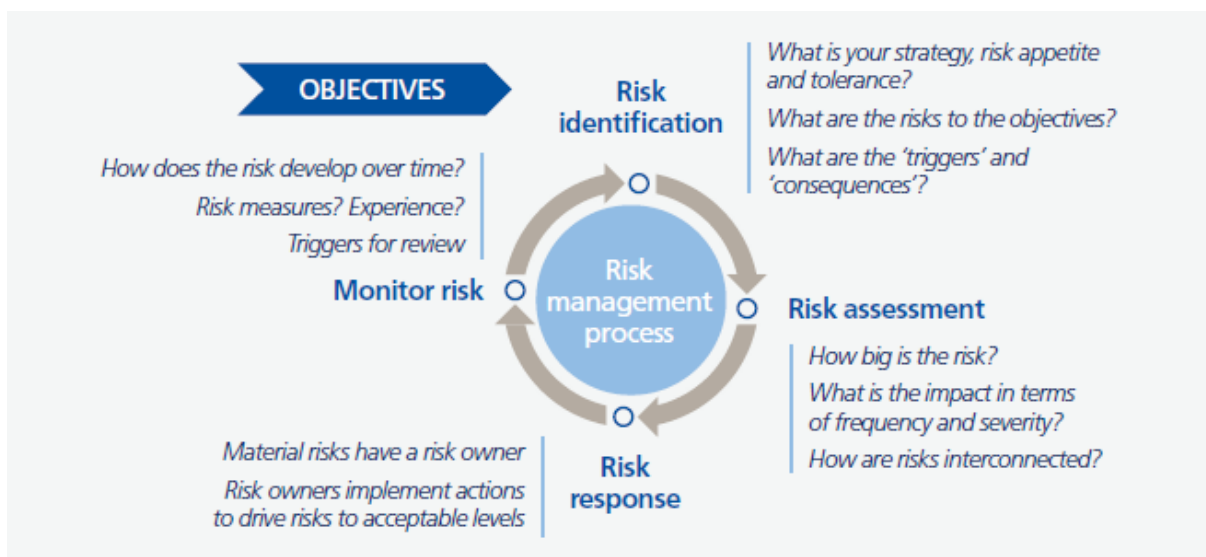 OBJECTIVES
Risk
identification
What is your strategy, risk appetite
and tolerance?
What are the risks to the objectives?
What are the ‘triggers’ and
‘consequences’?
How does the risk develop over time?
Risk measures? Experience?
Triggers for review
Monitor risk
Risk
management
process
Risk assessment
How big is the risk?
What is the impact in terms
of frequency and severity?
How are risks interconnected?
Material risks have a risk owner
Risk owners implement actions
to drive risks to acceptable levels
Risk
response